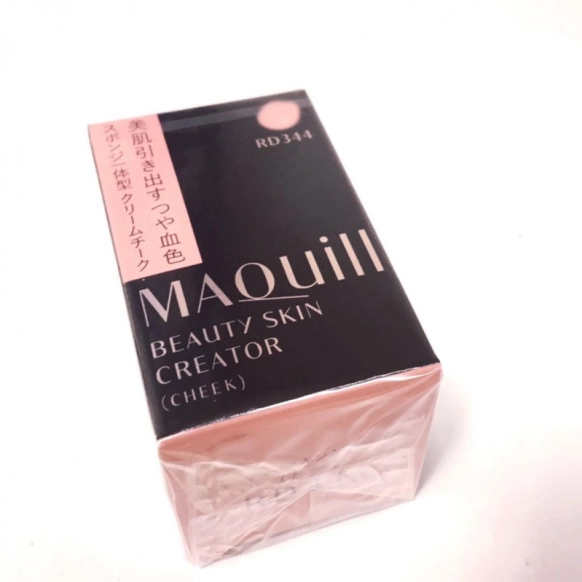 美肌引き出すつや血色
スポンジ一体型 クリームチーク
RD344
MAQuill
BEAUTY SKIN
CREATOR
(CHEEK)